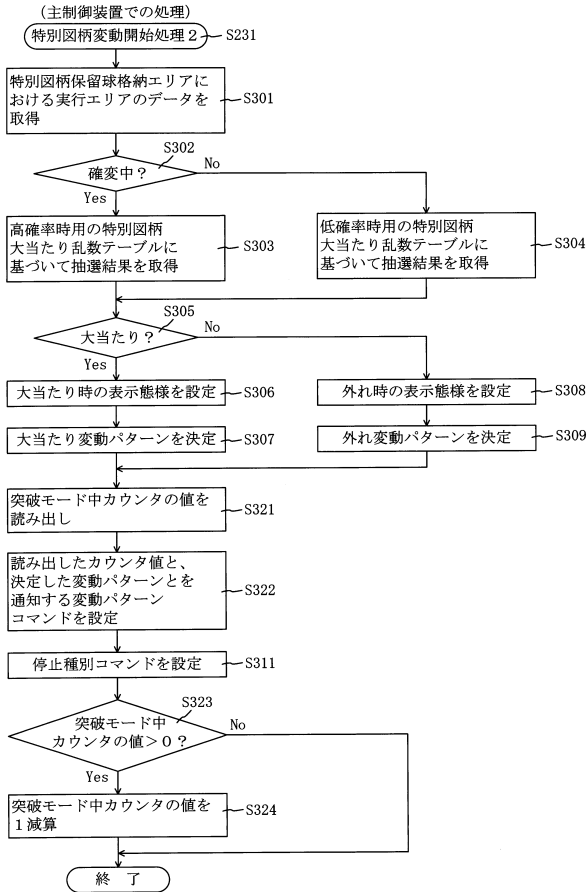 (主制御装置での処理)
特別図柄変動開始処理2
S231
特別図柄保留球格納エリアに
おける実行エリアのデータを
取得
S301
S302
確変中?
No
Yes
高確率時用の特別図柄
大当たり乱数テーブルに
基づいて抽選結果を取得
S303
低確率時用の特別図柄
大当たり乱数テーブルに
基づいて抽選結果を取得
S304
S305
大当たり?
No
Yes
大当たり時の表示態様を設定
S306
外れ時の表示態様を設定
S308
大当たり変動パターンを決定
S307
外れ変動パターンを決定
S309
突破モード中カウンタの値を
読み出し
S321
読み出したカウンタ値と、
決定した変動パターンとを
通知する変動パターン
コマンドを設定
S322
停止種別コマンドを設定
S311
S323
突破モード中
カウンタの値>0?
No
Yes
突破モード中カウンタの値を
1減算
S324
終 了